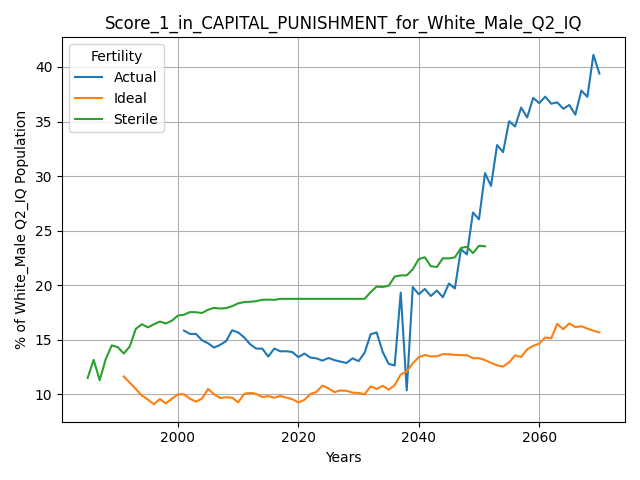 Score_1_in_CAPITAL_PUNISHMENT_for_White_Male_Q2_IQ
Fertility
Actual
Ideal
Sterile
% of White_Male Q2_IQ Population
40
35
30
25
20
15
10
2000
2020
2040
2060
Years